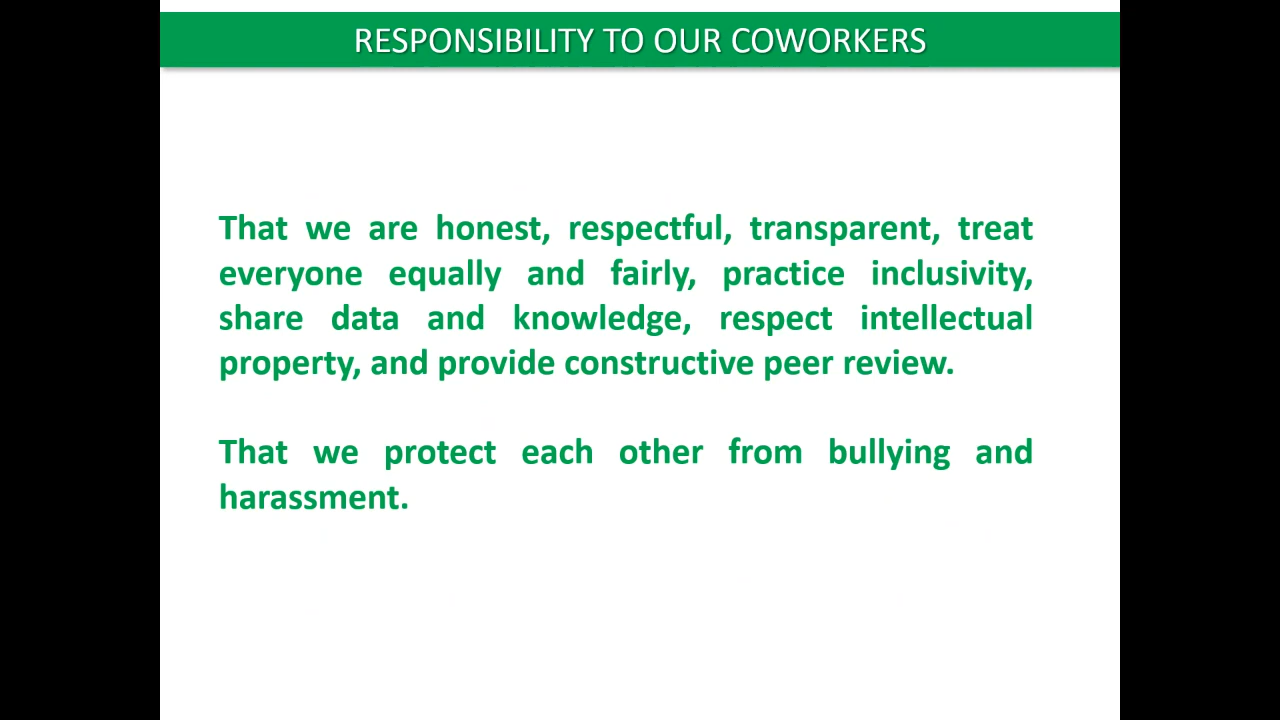 RESPONSIBILITY TO OUR COWORKERS
That we are honest, respectful, transparent, treat
everyone equally and fairly, practice inclusivity,
share data and knowledge, respect intellectual
property, and provide constructive peer review.
That we protect each other from bullying and
harassment.